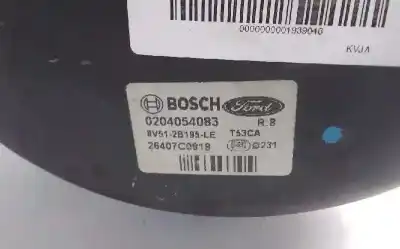 0000000001939040
KVJA
BOSCH Ford
0204054083 R B
8V51-2B195-LE T53CA
26407C0919 @231